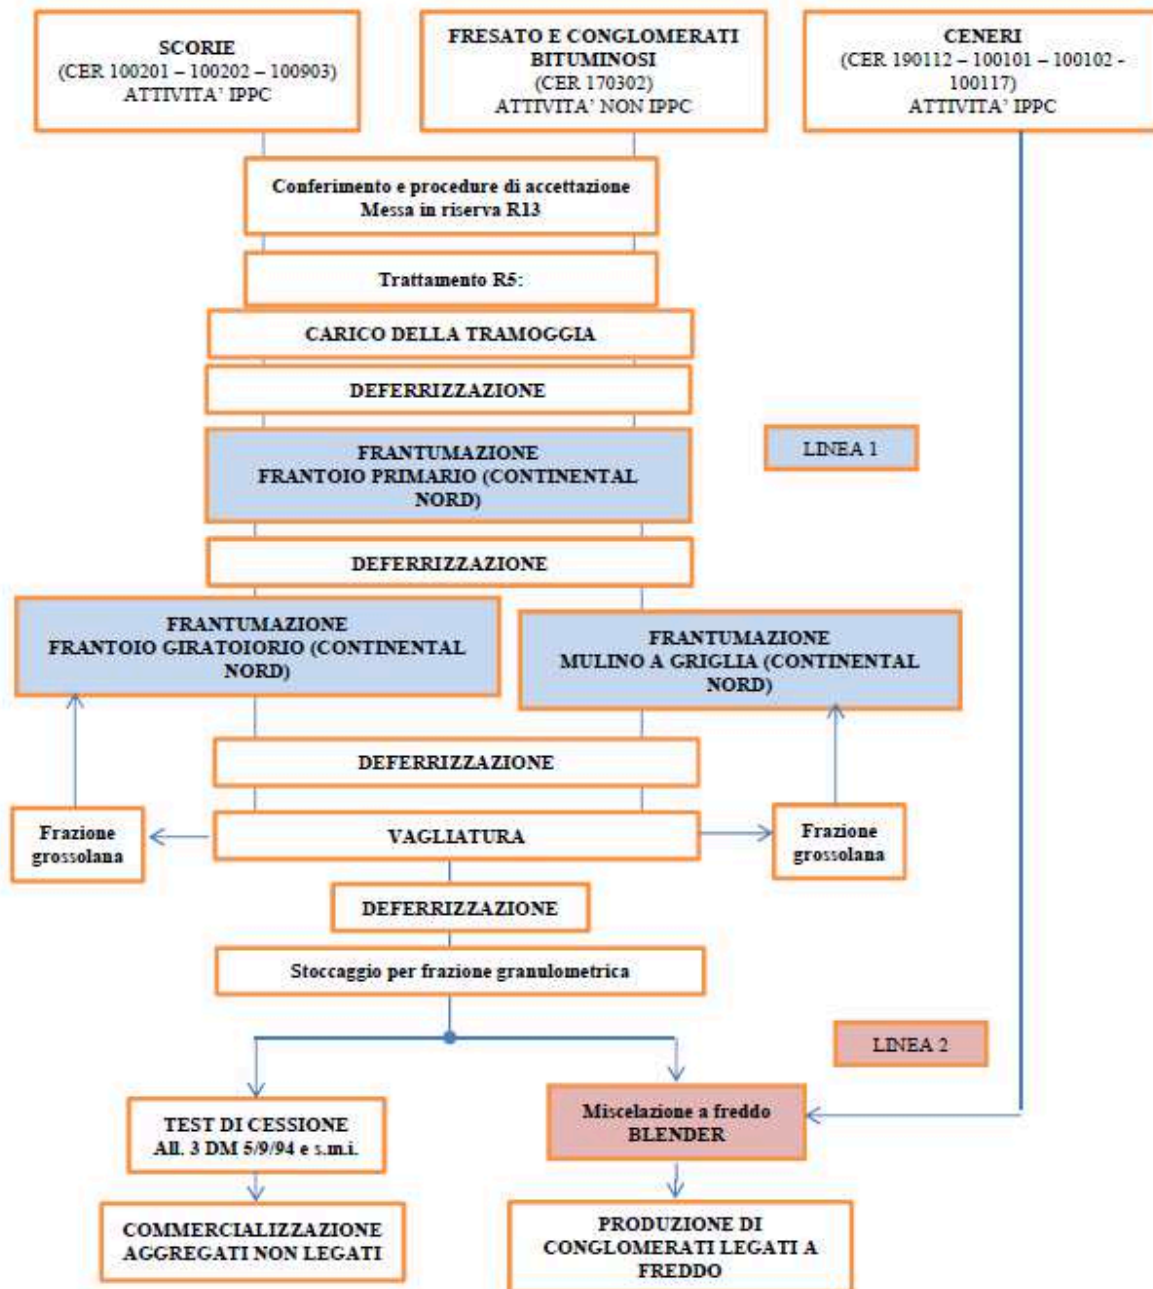 SCORIE
(CER 100201 – 100202 – 100903)
ATTIVITA' IPPC
FRESATO E CONGLOMERATI
BITUMINOSI
(CER 170302)
ATTIVITA' NON IPPC
CENERI
(CER 190112 – 100101 – 100102 -
100117)
ATTIVITA' IPPC
Conferimento e procedure di accettazione
Messa in riserva R13
Trattamento R5:
CARICO DELLA TRAMOGGIA
DEFERRIZZAZIONE
FRANTUMAZIONE
FRANTOIO PRIMARIO (CONTINENTAL
NORD)
LINEA 1
DEFERRIZZAZIONE
FRANTUMAZIONE
FRANTOIO GIRATOIORIO (CONTINENTAL
NORD)
FRANTUMAZIONE
MULINO A GRIGLIA (CONTINENTAL
NORD)
DEFERRIZZAZIONE
Frazione
grossolana
VAGLIATURA
Frazione
grossolana
DEFERRIZZAZIONE
Stoccaggio per frazione granulometrica
LINEA 2
TEST DI CESSIONE
All. 3 DM 5/9/94 e s.m.i.
Miscelazione a freddo
BLENDER
COMMERCIALIZZAZIONE
AGGREGATI NON LEGATI
PRODUZIONE DI
CONGLOMERATI LEGATI A
FREDDO